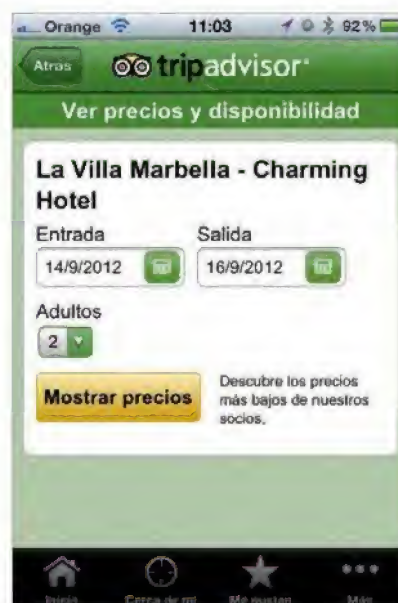 Orange 11:03 92%
Atras tripadvisor
Ver precios y disponibilidad
La Villa Marbella - Charming
Hotel
Entrada Salida
14/9/2012 16/9/2012
Adultos
2
Mostrar precios
Descubre los precios
más bajos de nuestros
socios.
Inicio Cerca de mí Me gustan Más